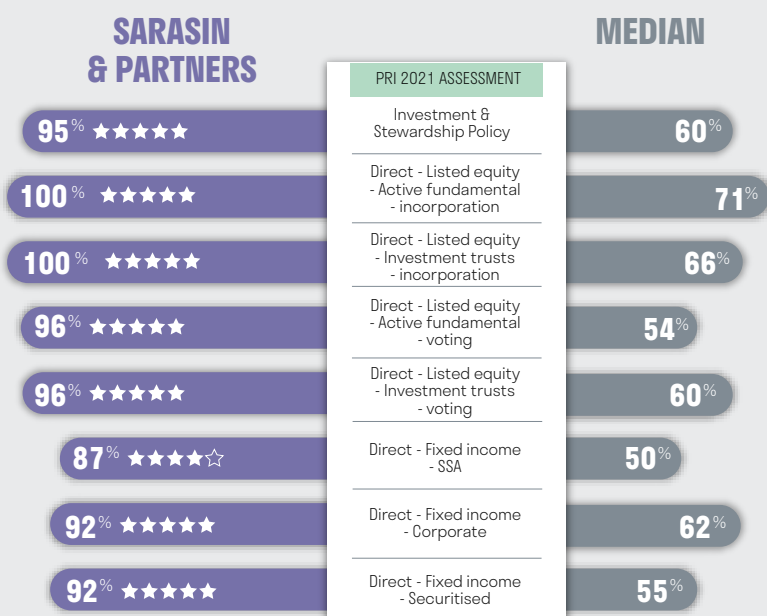 SARASIN
& PARTNERS
MEDIAN
PRI 2021 ASSESSMENT
95% ★★★★★
Investment &
Stewardship Policy
60%
100% ★★★★★
Direct - Listed equity
- Active fundamental
- incorporation
71%
100% ★★★★★
Direct - Listed equity
- Investment trusts
- incorporation
66%
96% ★★★★★
Direct - Listed equity
- Active fundamental
- voting
54%
96% ★★★★★
Direct - Listed equity
- Investment trusts
- voting
60%
87% ★★★★☆
Direct - Fixed income
- SSA
50%
92% ★★★★★
Direct - Fixed income
- Corporate
62%
92% ★★★★★
Direct - Fixed income
- Securitised
55%